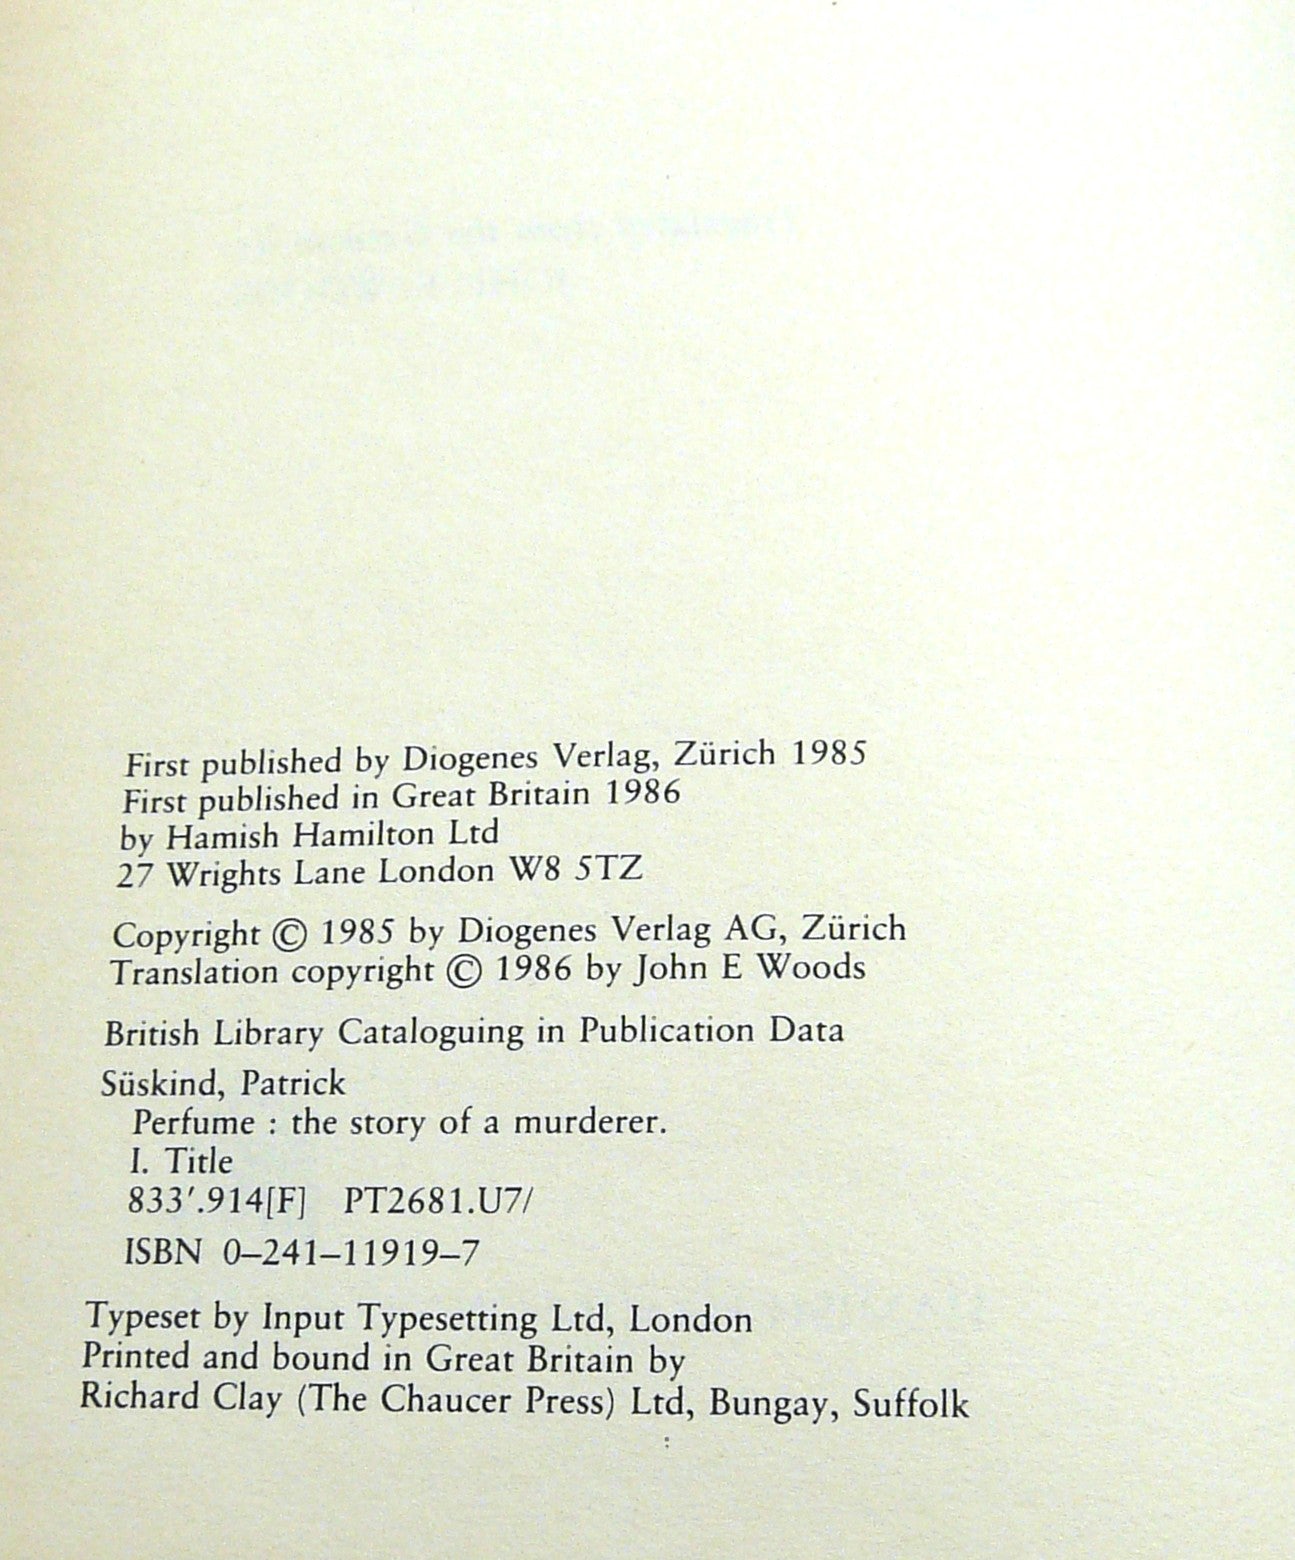 First published by Diogenes Verlag, Zürich 1985
First published in Great Britain 1986
by Hamish Hamilton Ltd
27 Wrights Lane London W8 5TZ
Copyright © 1985 by Diogenes Verlag AG, Zürich
Translation copyright © 1986 by John E Woods
British Library Cataloguing in Publication Data
Süskind, Patrick
Perfume : the story of a murderer.
I. Title
833'.914[F] PT2681.U7/
ISBN 0–241–11919–7
Typeset by Input Typesetting Ltd, London
Printed and bound in Great Britain by
Richard Clay (The Chaucer Press) Ltd, Bungay, Suffolk